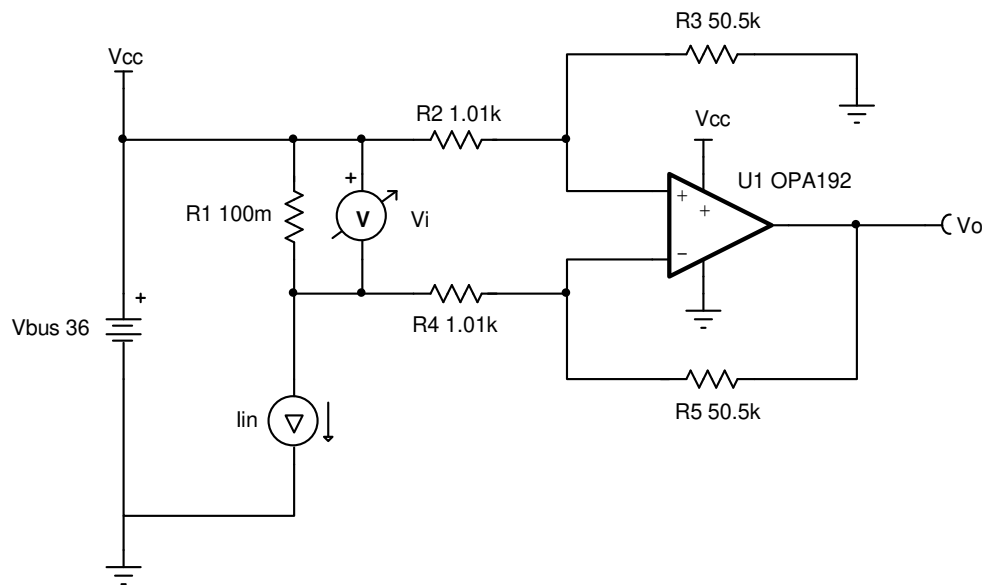 R3 50.5k
Vcc
R2 1.01k
Vcc
U1 OPA192
+
+
+
−
R1 100m
V
Vi
Vo
+
Vbus 36
R4 1.01k
R5 50.5k
Iin